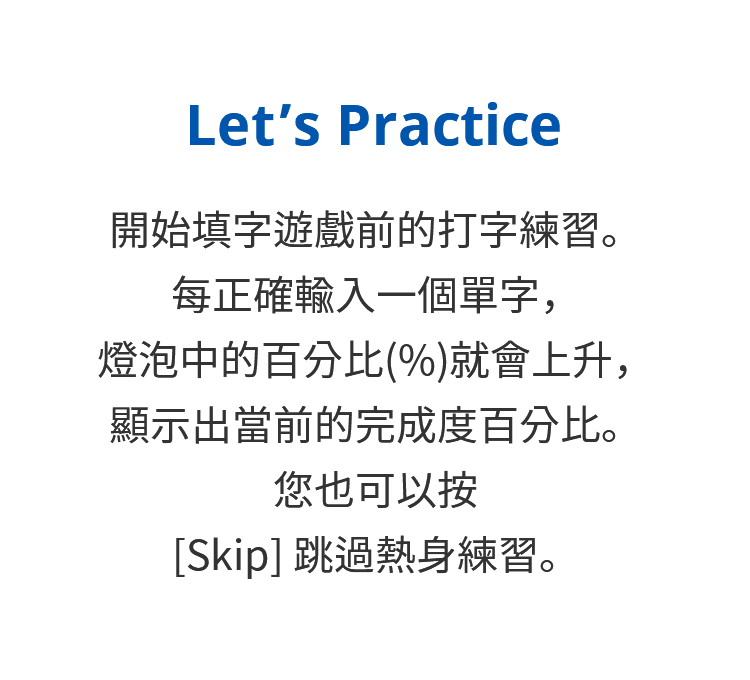 Let’s Practice
開始填字遊戲前的打字練習。
每正確輸入一個單字，
燈泡中的百分比(%)就會上升，
顯示出當前的完成度百分比。
您也可以按
[Skip] 跳過熱身練習。